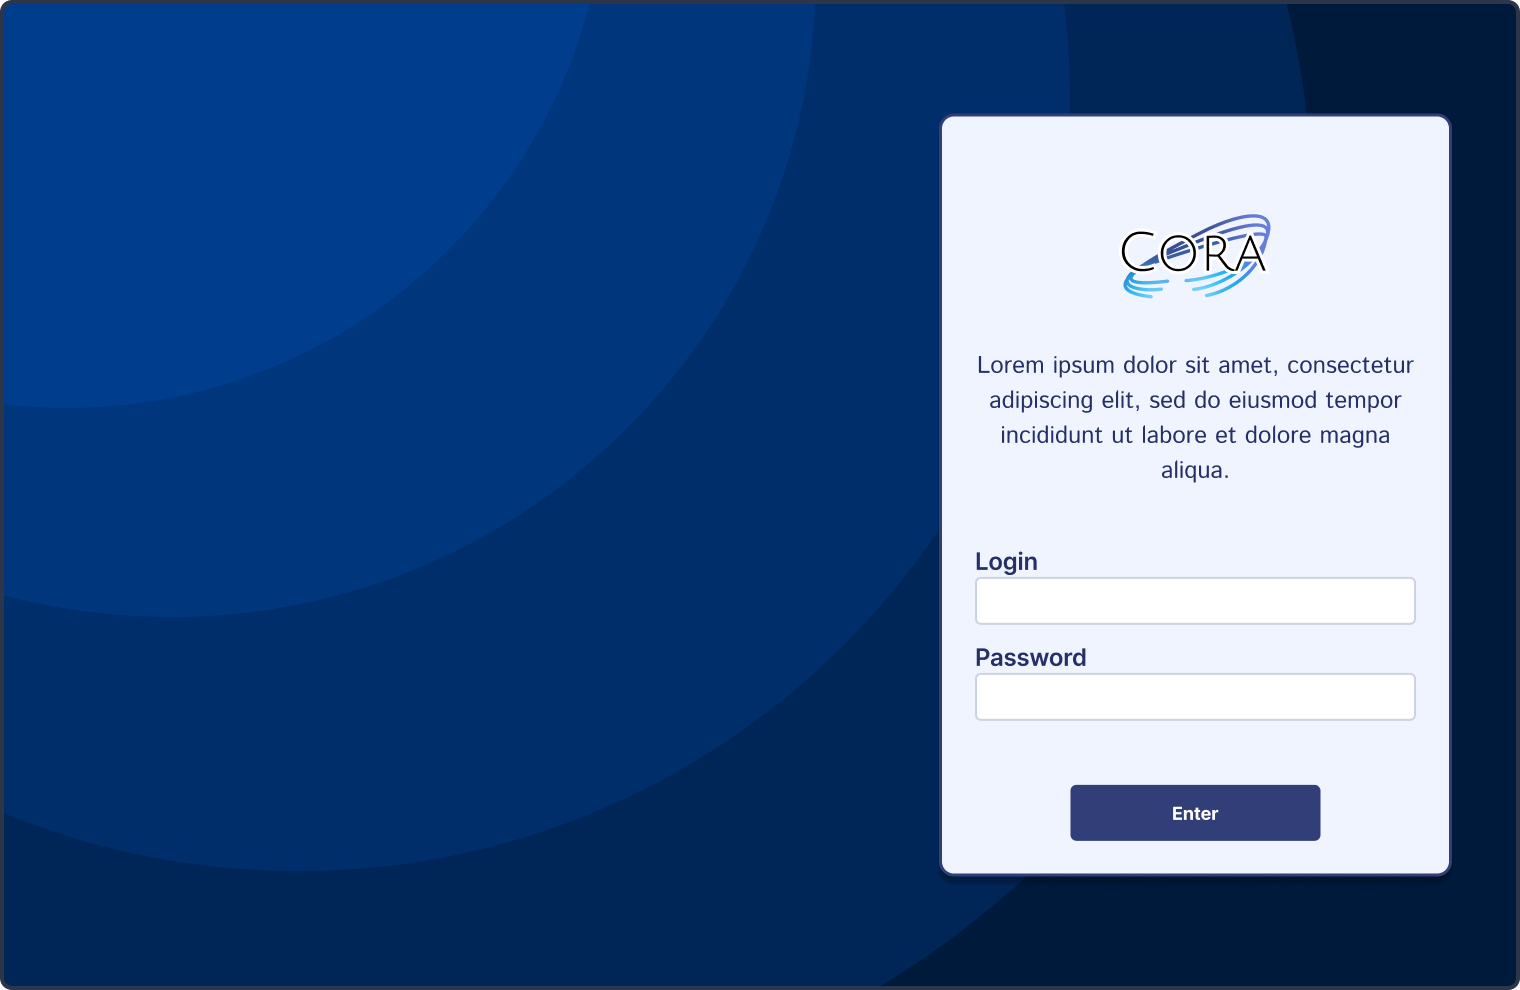 CORA
Lorem ipsum dolor sit amet, consectetur
adipiscing elit, sed do eiusmod tempor
incididunt ut labore et dolore magna
aliqua.
Login
Password
Enter